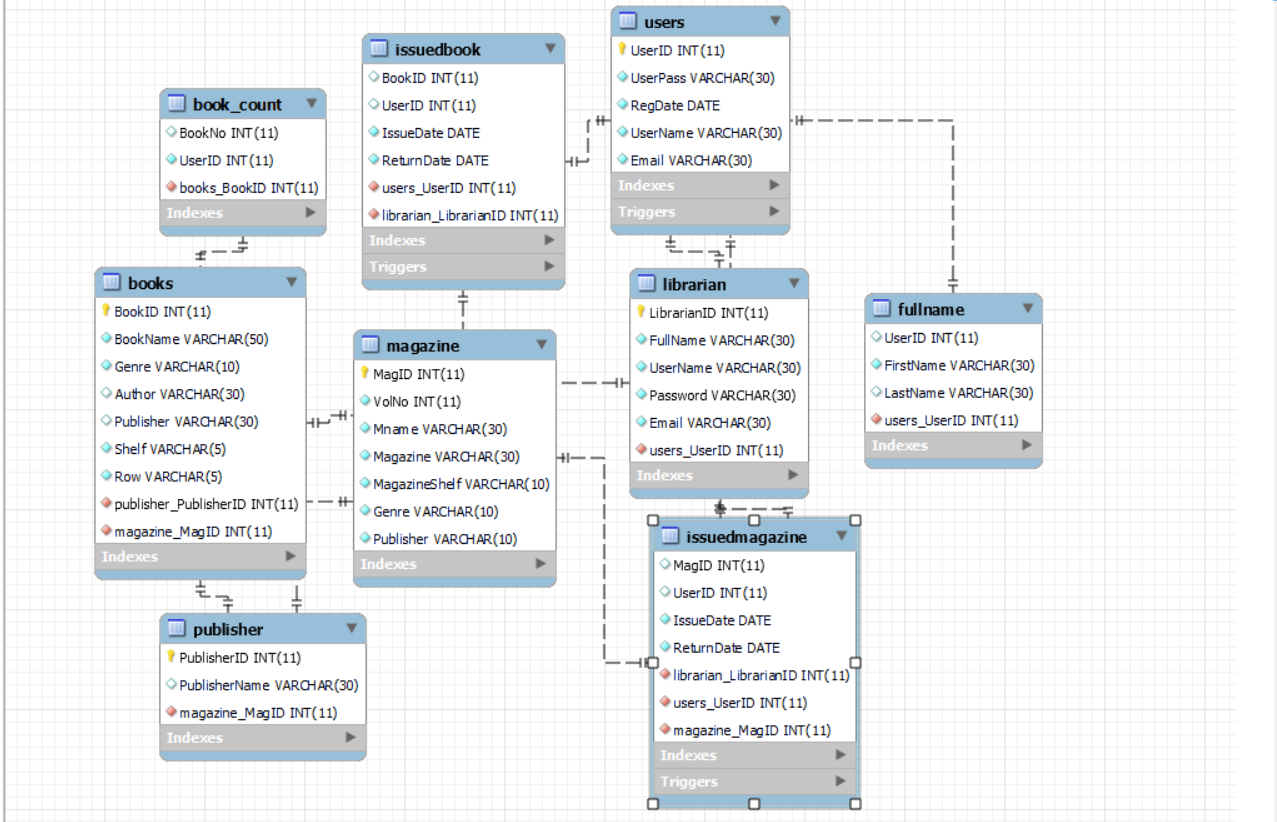 users
UserID INT(11)
UserPass VARCHAR(30)
RegDate DATE
UserName VARCHAR(30)
Email VARCHAR(30)
Indexes
Triggers
issuedbook
BookID INT(11)
UserID INT(11)
IssueDate DATE
ReturnDate DATE
users_UserID INT(11)
librarian_LibrarianID INT(11)
Indexes
Triggers
book_count
BookNo INT(11)
UserID INT(11)
books_BookID INT(11)
Indexes
books
BookID INT(11)
BookName VARCHAR(50)
Genre VARCHAR(10)
Author VARCHAR(30)
Publisher VARCHAR(30)
Shelf VARCHAR(5)
Row VARCHAR(5)
publisher_PublisherID INT(11)
magazine_MagID INT(11)
Indexes
magazine
MagID INT(11)
VolNo INT(11)
Mname VARCHAR(30)
Magazine VARCHAR(30)
MagazineShelf VARCHAR(10)
Genre VARCHAR(10)
Publisher VARCHAR(10)
Indexes
librarian
LibrarianID INT(11)
FullName VARCHAR(30)
UserName VARCHAR(30)
Password VARCHAR(30)
Email VARCHAR(30)
users_UserID INT(11)
Indexes
fullname
UserID INT(11)
FirstName VARCHAR(30)
LastName VARCHAR(30)
users_UserID INT(11)
Indexes
publisher
PublisherID INT(11)
PublisherName VARCHAR(30)
magazine_MagID INT(11)
Indexes
issuedmagazine
MagID INT(11)
UserID INT(11)
IssueDate DATE
ReturnDate DATE
librarian_LibrarianID INT(11)
users_UserID INT(11)
magazine_MagID INT(11)
Indexes
Triggers